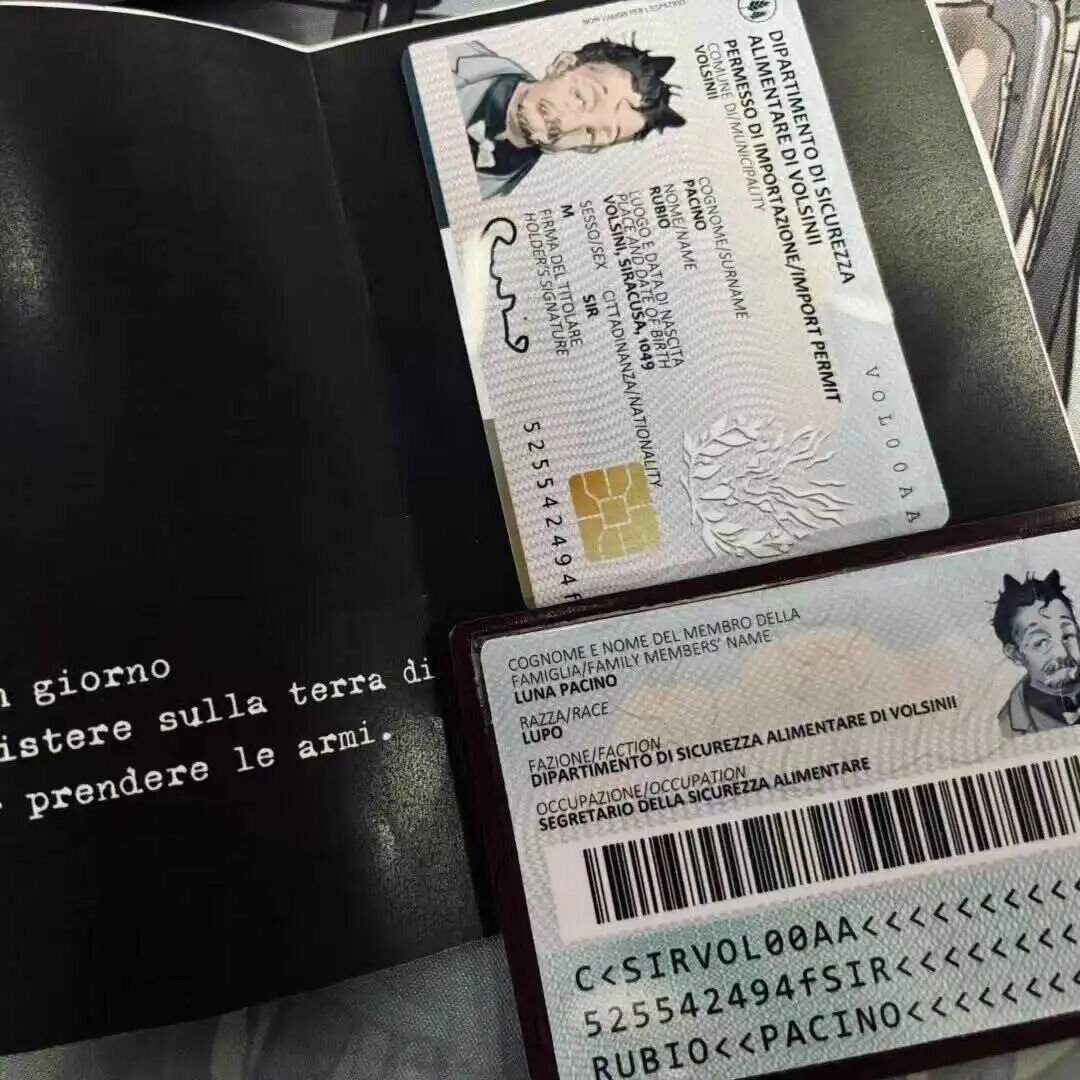 DIPARTIMENTO DI SICUREZZA
ALIMENTARE DI VOLSINII
PERMESSO DI IMPORTAZIONE/IMPORT PERMIT
COMUNE DI/MUNICIPALITY
VOLSINII
COGNOME/SURNAME
PACINO
NOME/NAME
RUBIO
LUOGO E DATA DI NASCITA
PLACE AND DATE OF BIRTH
VOLSINI, SIRACUSA, 1049
SESSO/SEX CITTADINANZA/NATIONALITY
M SIR
FIRMA DEL TITOLARE
HOLDER'S SIGNATURE
Rubio
525542494f
VOL00AA
giorno
istere sulla terra di
prendere le armi.
COGNOME E NOME DEL MEMBRO DELLA
FAMIGLIA/FAMILY MEMBERS' NAME
LUNA PACINO
RAZZA/RACE
LUPO
FAZIONE/FACTION
DIPARTIMENTO DI SICUREZZA ALIMENTARE DI VOLSINII
OCCUPAZIONE/OCCUPATION
SEGRETARIO DELLA SICUREZZA ALIMENTARE
C<SIRVOL00AA<<<<<<<<<<
525542494fSIR<<<<<<<<<
RUBIO<<PACINO<<<<<<<<